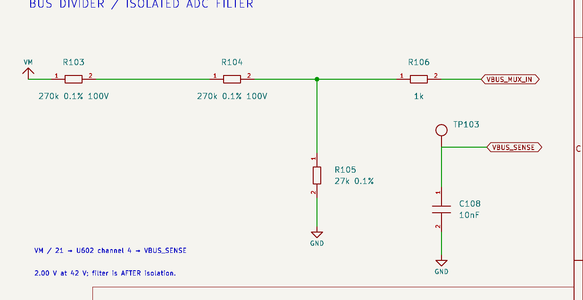 BUS DIVIDER / ISOLATED ADC FILTER
VM
R103
R104
R106
1
2
1
2
1
2
VBUS_MUX_IN
270k 0.1% 100V
270k 0.1% 100V
1k
TP103
VBUS_SENSE
C
1
R105
27k 0.1%
2
1
C108
10nF
2
GND
GND
VM / 21 → U602 channel 4 → VBUS_SENSE
2.00 V at 42 V; filter is AFTER isolation.